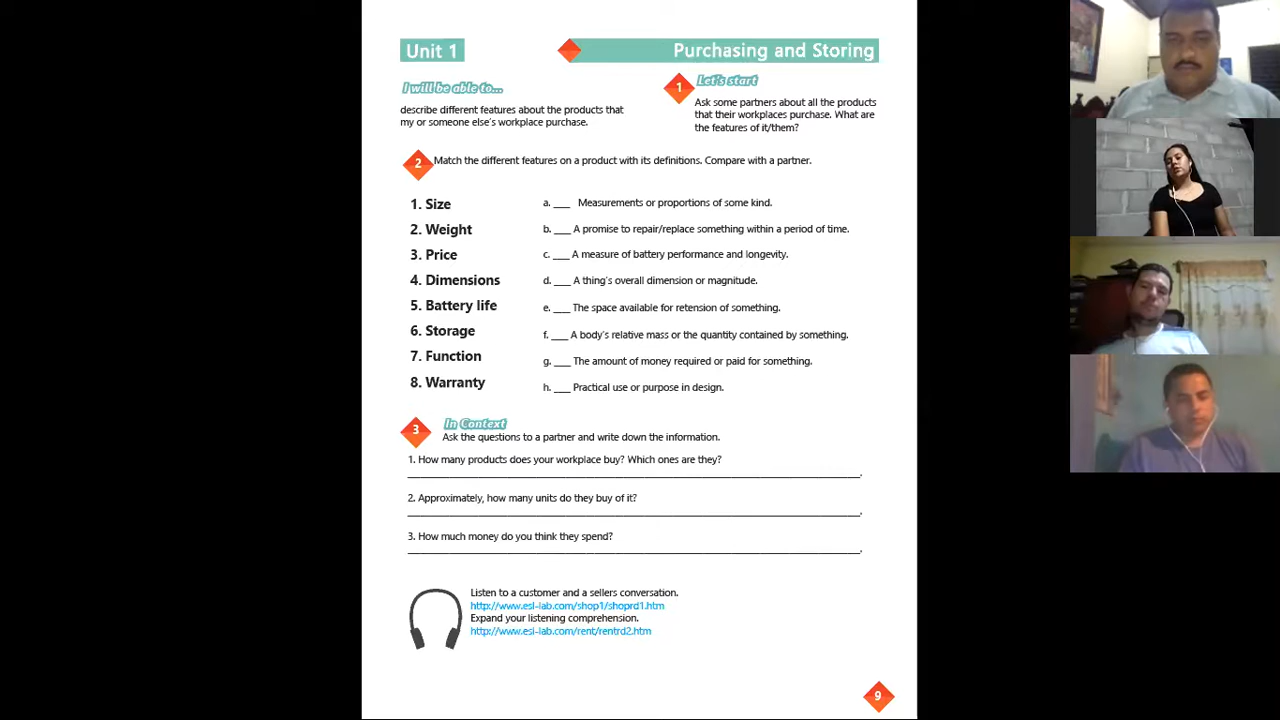 Unit 1
Purchasing and Storing
I will be able to...
describe different features about the products that
my or someone else's workplace purchase.
1
Let's start
Ask some partners about all the products
that their workplaces purchase. What are
the features of it/them?
2
Match the different features on a product with its definitions. Compare with a partner.
1. Size
2. Weight
3. Price
4. Dimensions
5. Battery life
6. Storage
7. Function
8. Warranty
a. ___ Measurements or proportions of some kind.
b. ___ A promise to repair/replace something within a period of time.
c. ___ A measure of battery performance and longevity.
d. ___ A thing's overall dimension or magnitude.
e. ___ The space available for retention of something.
f. ___ A body's relative mass or the quantity contained by something.
g. ___ The amount of money required or paid for something.
h. ___ Practical use or purpose in design.
3
In Context
Ask the questions to a partner and write down the information.
1. How many products does your workplace buy? Which ones are they?
2. Approximately, how many units do they buy of it?
3. How much money do you think they spend?
Listen to a customer and a sellers conversation.
http://www.esl-lab.com/shop1/shoprd1.htm
Expand your listening comprehension.
http://www.esl-lab.com/rent/rentrd2.htm
9